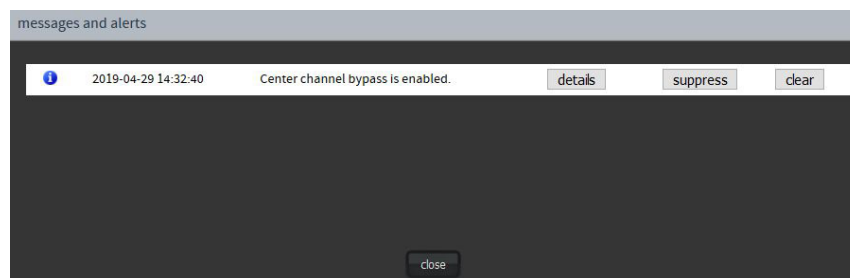 messages and alerts
2019-04-29 14:32:40 Center channel bypass is enabled. details suppress clear
close